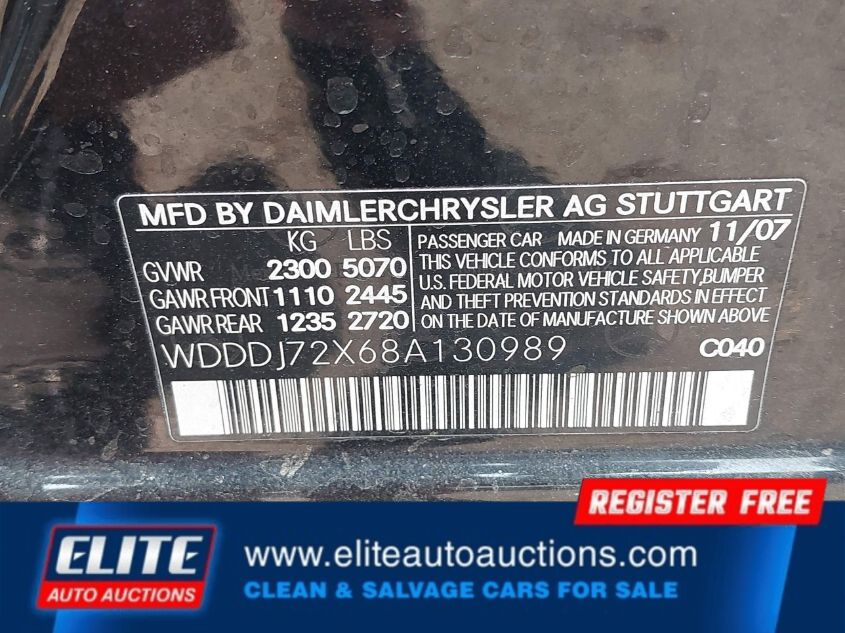 MFD BY DAIMLERCHRYSLER AG STUTTGART
KG LBS
GVWR 2300 5070
GAWR FRONT 1110 2445
GAWR REAR 1235 2720
PASSENGER CAR MADE IN GERMANY 11/07
THIS VEHICLE CONFORMS TO ALL APPLICABLE
U.S. FEDERAL MOTOR VEHICLE SAFETY, BUMPER
AND THEFT PREVENTION STANDARDS IN EFFECT
ON THE DATE OF MANUFACTURE SHOWN ABOVE
WDDDJ72X68A130989 C040
REGISTER FREE
ELITE
AUTO AUCTIONS
www.eliteautoauctions.com
CLEAN & SALVAGE CARS FOR SALE